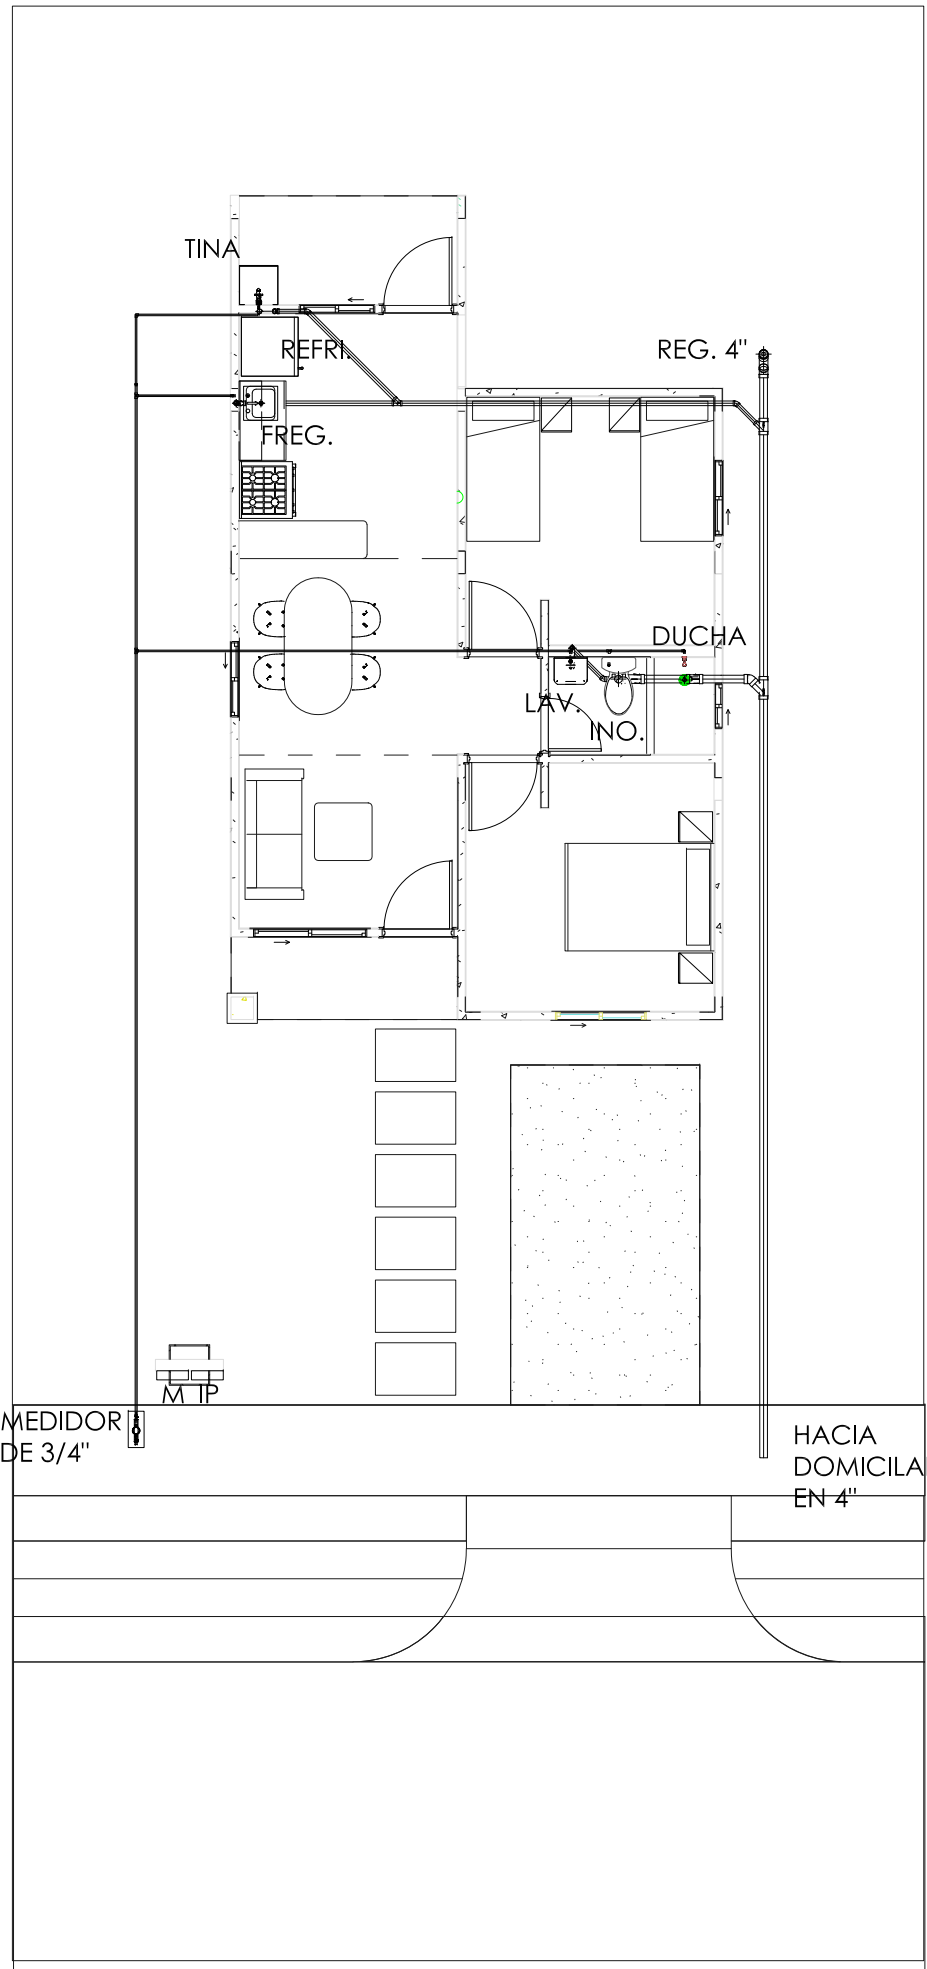 TINA
REFRI.
REG. 4"
FREG.
DUCHA
LAV.
INO.
M IP
MEDIDOR
DE 3/4"
HACIA
DOMICILA
EN 4"